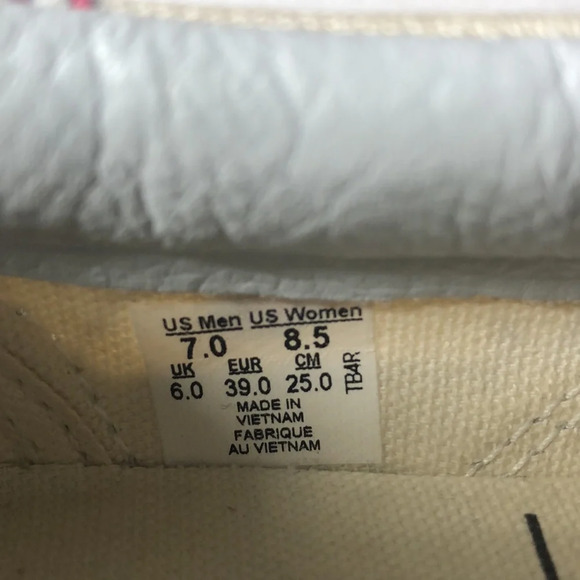 US Men US Women
7.0 8.5
UK EUR CM
6.0 39.0 25.0
TB4R
MADE IN
VIETNAM
FABRIQUE
AU VIETNAM